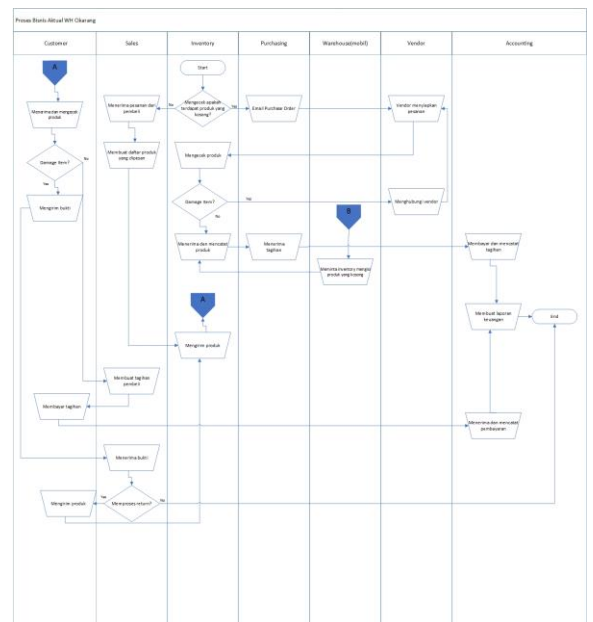 Proses Bisnis Aktual WH Cikarang
Customer
Sales
Inventory
Purchasing
Warehouse(mobil)
Vendor
Accounting
A
Start
Menerima dan mengecek
produk
Menerima pesanan dari
pembeli
No
Mengecek apakah
terdapat produk yang
kosong?
Yes
Email Purchase Order
Vendor menyiapkan
pesanan
Membuat daftar produk
yang dipesan
Mengecek produk
Damage item?
No
Yes
Mengirim bukti
Damage item?
Yes
No
Menghubungi vendor
B
Menerima dan mencatat
produk
Menerima
tagihan
Membayar dan mencatat
tagihan
Meminta inventory mengisi
produk yang kosong
A
Membuat laporan
keuangan
End
Mengirim produk
Membuat tagihan
pembeli
Membayar tagihan
Menerima dan mencatat
pembayaran
Menerima bukti
Mengirim produk
Yes
Memproses return?
No